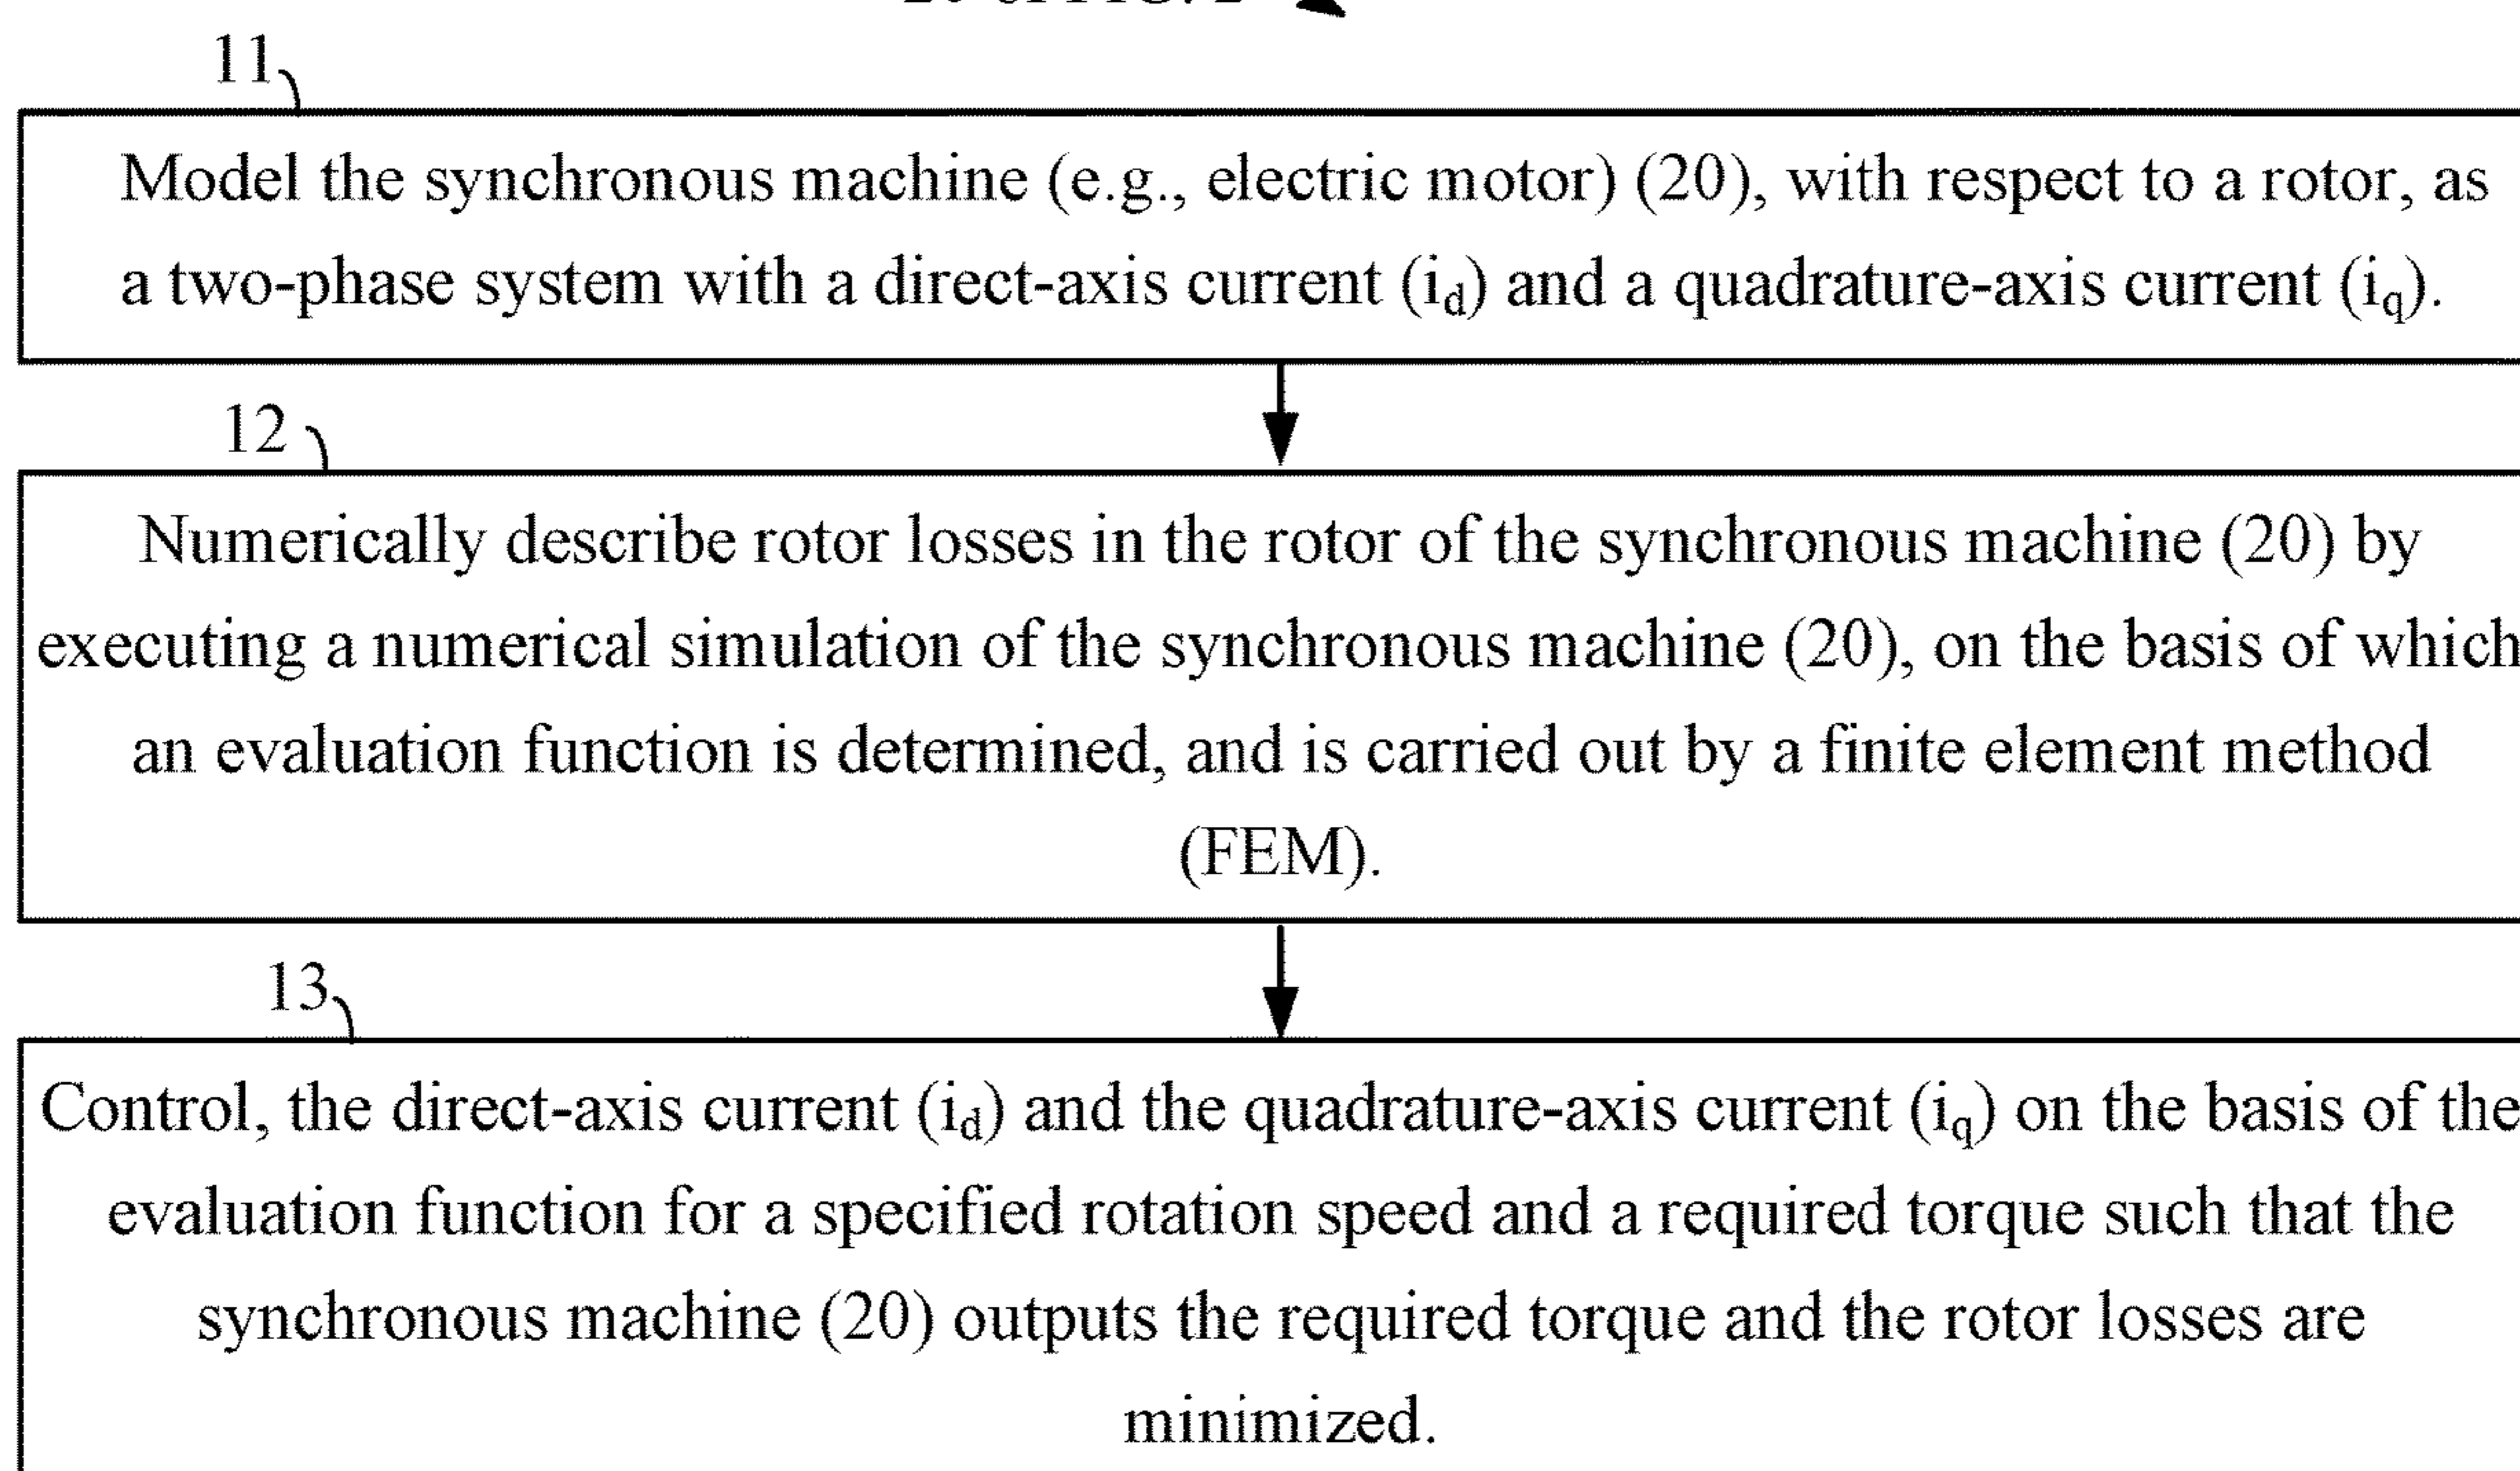 11
Model the synchronous machine (e.g., electric motor) (20), with respect to a rotor, as
a two-phase system with a direct-axis current (i_d) and a quadrature-axis current (i_q).
12
Numerically describe rotor losses in the rotor of the synchronous machine (20) by
executing a numerical simulation of the synchronous machine (20), on the basis of which
an evaluation function is determined, and is carried out by a finite element method
(FEM).
13
Control, the direct-axis current (i_d) and the quadrature-axis current (i_q) on the basis of the
evaluation function for a specified rotation speed and a required torque such that the
synchronous machine (20) outputs the required torque and the rotor losses are
minimized.